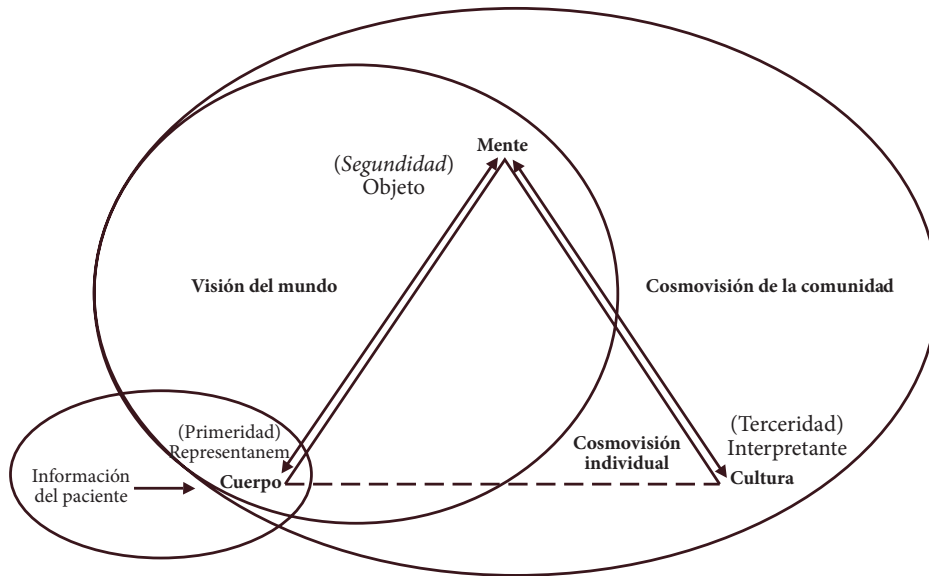 Mente
(Segundidad)
Objeto
Visión del mundo
Cosmovisión de la comunidad
(Primeridad)
Representanem
(Terceridad)
Interpretante
Cosmovisión
individual
Información
del paciente
Cuerpo
Cultura